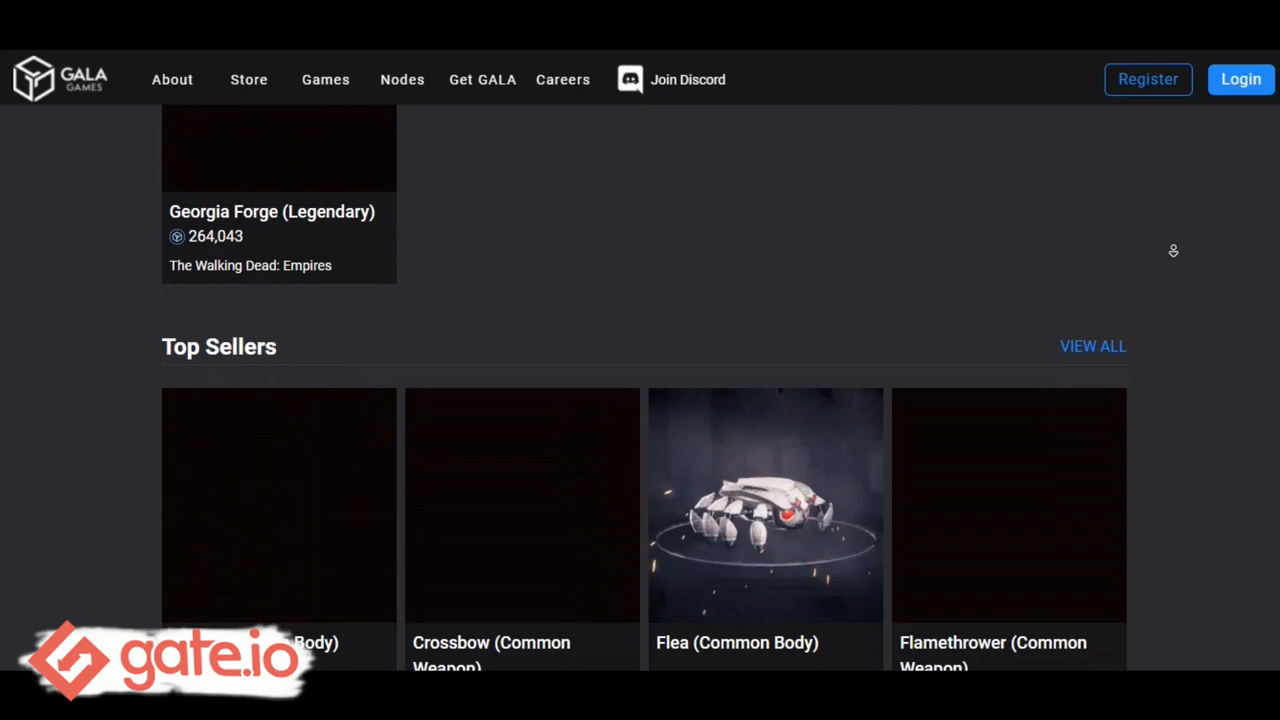 GALA
GAMES
About Store Games Nodes Get GALA Careers Join Discord Register Login
Georgia Forge (Legendary)
264,043
The Walking Dead: Empires
Top Sellers VIEW ALL
Body) Crossbow (Common Flea (Common Body) Flamethrower (Common
Weapon) Weapon)
gate.io